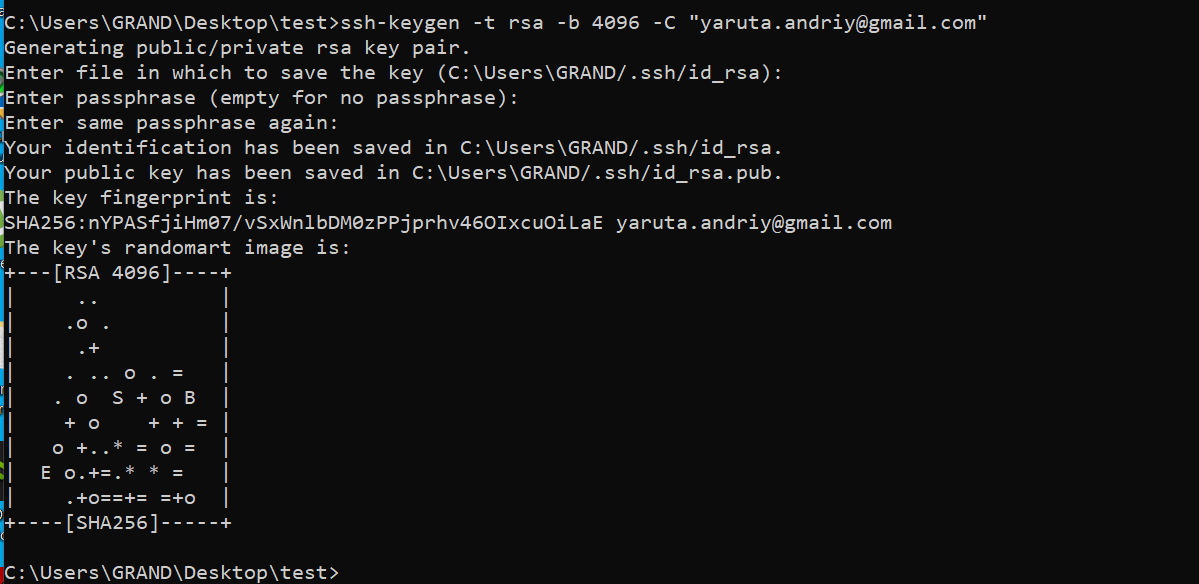 C:\Users\GRAND\Desktop\test>ssh-keygen -t rsa -b 4096 -C "yaruta.andriy@gmail.com"
Generating public/private rsa key pair.
Enter file in which to save the key (C:\Users\GRAND/.ssh/id_rsa):
Enter passphrase (empty for no passphrase):
Enter same passphrase again:
Your identification has been saved in C:\Users\GRAND/.ssh/id_rsa.
Your public key has been saved in C:\Users\GRAND/.ssh/id_rsa.pub.
The key fingerprint is:
SHA256:nYPASfjiHm07/vSxWnlbDM0zPPjprhv46OIxcuOiLaE yaruta.andriy@gmail.com
The key's randomart image is:
+---[RSA 4096]----+
|     ..          |
|    .o .         |
|     .+          |
|    . .. o . =   |
|   . o  S + o B  |
|    + o    + + = |
|   o +..* = o =  |
|  E o.+=.* * =   |
|    .+o==+= =+o  |
+----[SHA256]-----+
C:\Users\GRAND\Desktop\test>